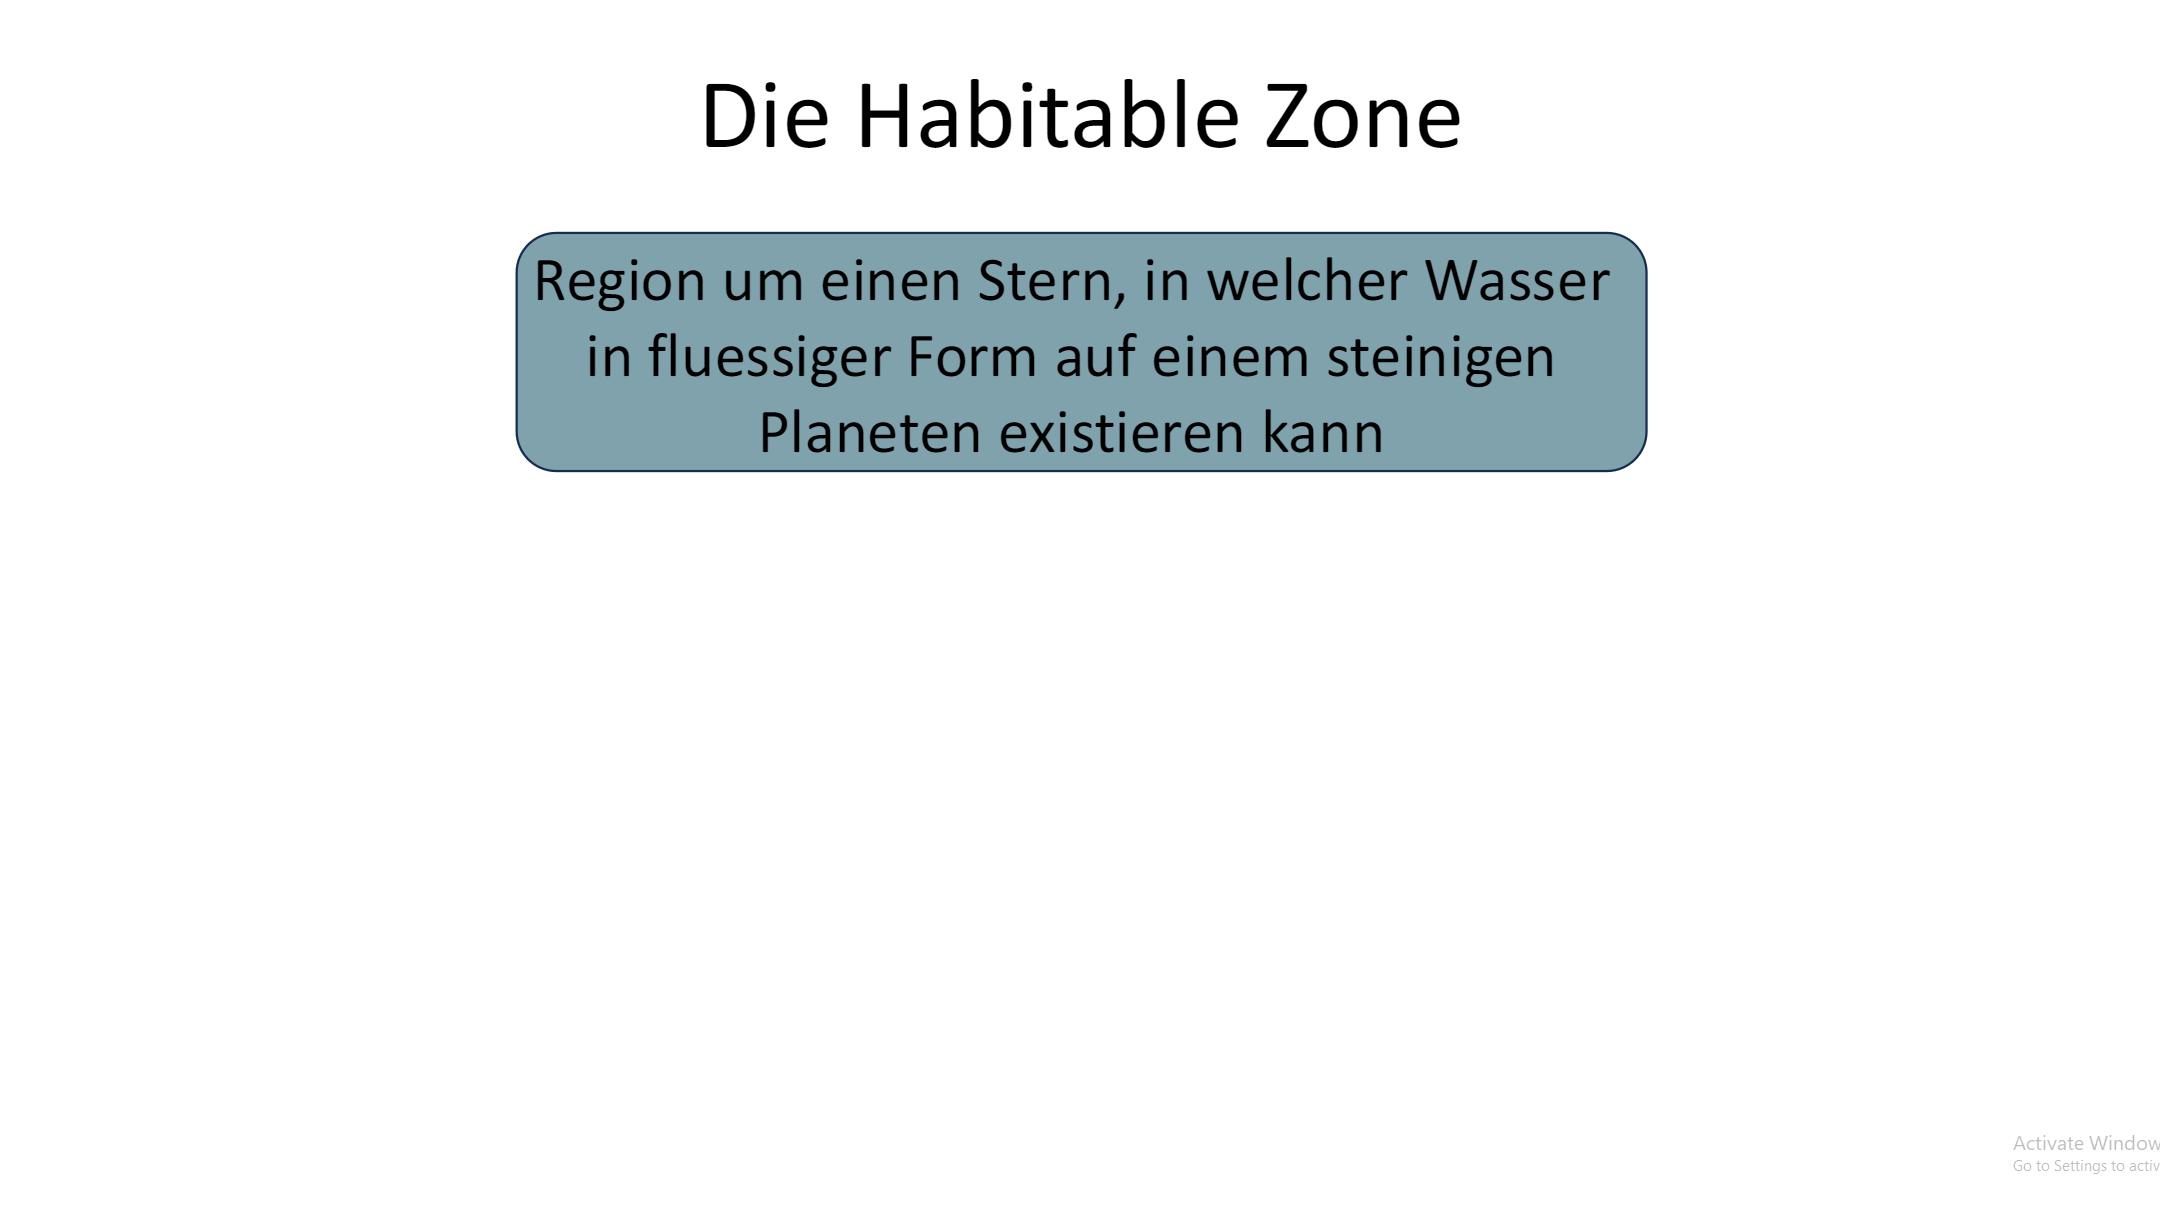 Die Habitable Zone
Region um einen Stern, in welcher Wasser
in fluessiger Form auf einem steinigen
Planeten existieren kann
Activate Window
Go to Settings to activ